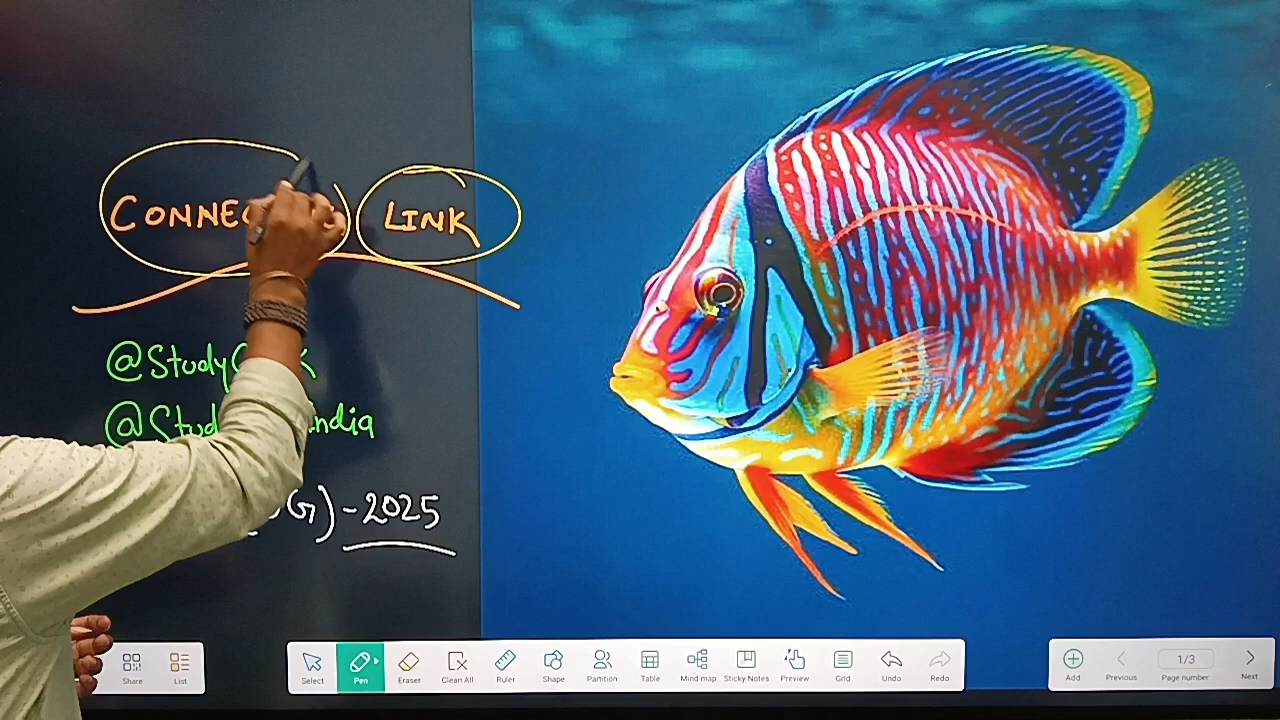 LINK
- 2025
Share
List
Select
Pen
Eraser
Clean All
Ruler
Shape
Partition
Table
Mind map
Sticky Notes
Preview
Grid
Undo
Redo
Add
Previous
1/3
Page number
Next